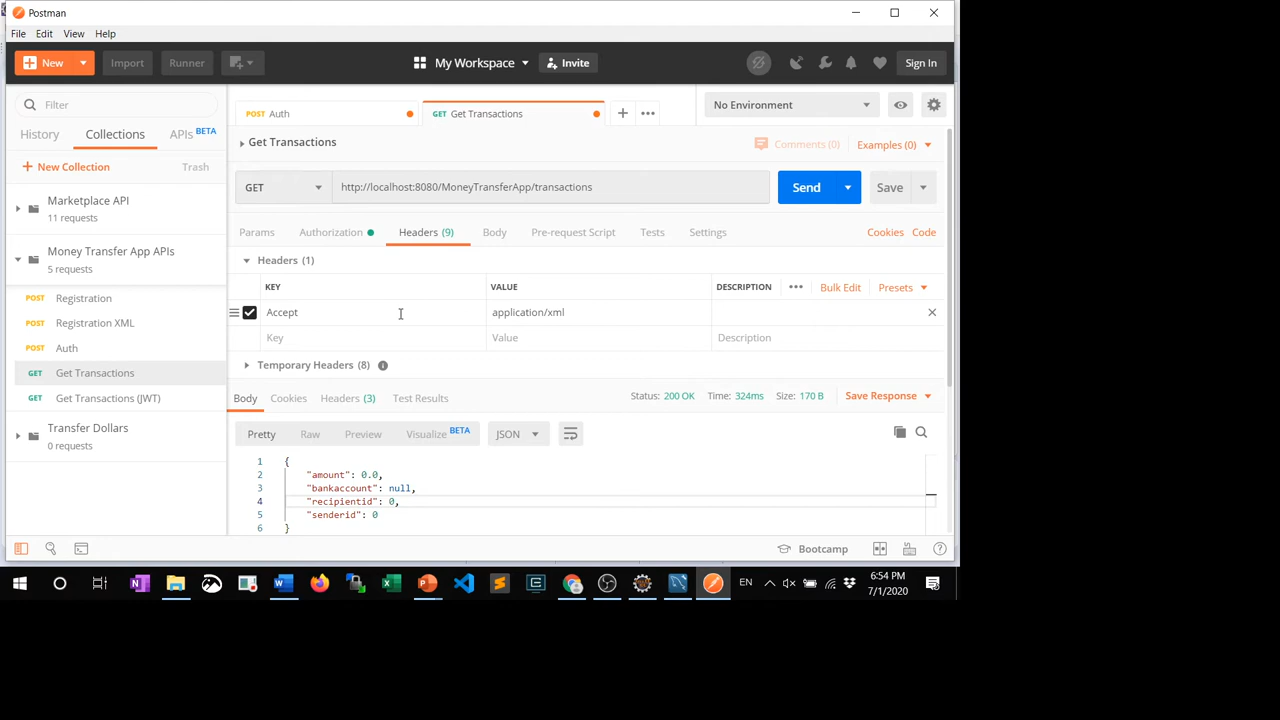 Postman
File Edit View Help
New Import Runner My Workspace Invite Sign In
Filter
History Collections APIs BETA
New Collection Trash
Marketplace API
11 requests
Money Transfer App APIs
5 requests
POST Registration
POST Registration XML
POST Auth
GET Get Transactions
GET Get Transactions (JWT)
Transfer Dollars
0 requests
POST Auth GET Get Transactions No Environment
Get Transactions Comments (0) Examples (0)
GET http://localhost:8080/MoneyTransferApp/transactions Send Save
Params Authorization Headers (9) Body Pre-request Script Tests Settings Cookies Code
Headers (1)
KEY VALUE DESCRIPTION Bulk Edit Presets
Accept application/xml
Key Value Description
Temporary Headers (8)
Body Cookies Headers (3) Test Results Status: 200 OK Time: 324ms Size: 170 B Save Response
Pretty Raw Preview Visualize BETA JSON
1 {
2 "amount": 0.0,
3 "bankaccount": null,
4 "recipientid": 0,
5 "senderid": 0
6 }
Bootcamp
EN 6:54 PM
7/1/2020